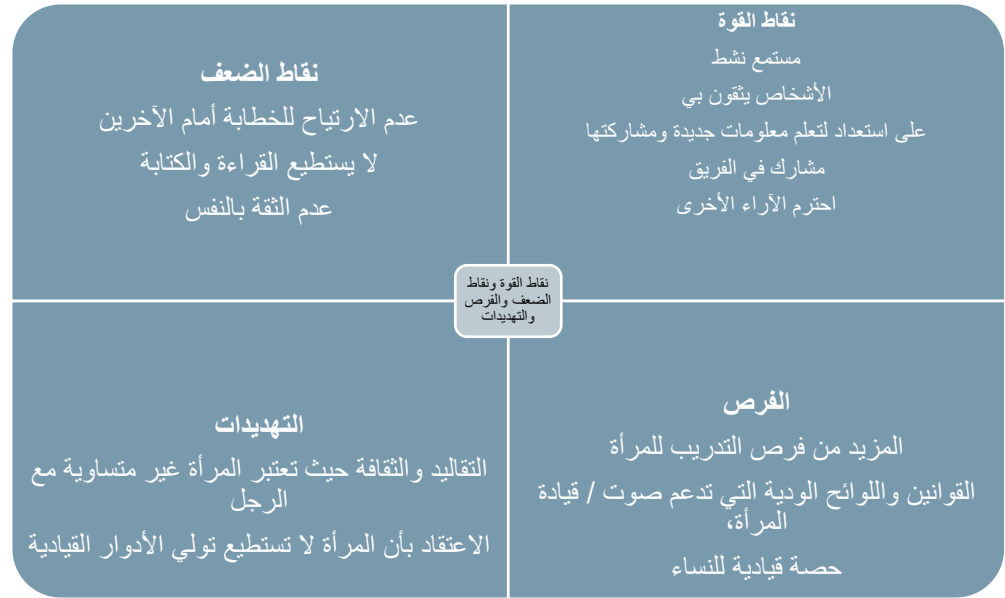 نقاط القوة
مستمع نشط
الأشخاص يثقون بي
على استعداد لتعلم معلومات جديدة ومشاركتها
مشارك في الفريق
احترم الآراء الأخرى
نقاط الضعف
عدم الارتياح للخطابة أمام الآخرين
لا يستطيع القراءة والكتابة
عدم الثقة بالنفس
نقاط القوة ونقاط
الضعف والفرص
والتهديدات
الفرص
المزيد من فرص التدريب للمرأة
القوانين واللوائح الودية التي تدعم صوت / قيادة
المرأة،
حصة قيادية للنساء
التهديدات
التقاليد والثقافة حيث تعتبر المرأة غير متساوية مع
الرجل
الاعتقاد بأن المرأة لا تستطيع تولي الأدوار القيادية